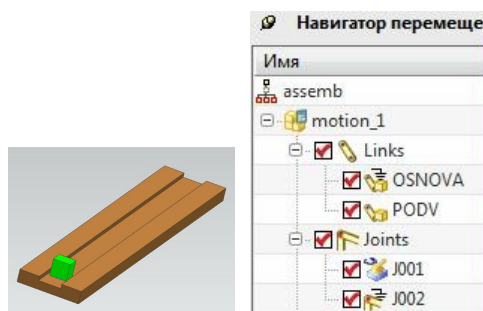 Навигатор перемеще
Имя
assemb
motion_1
Links
OSNOVA
PODV
Joints
J001
J002